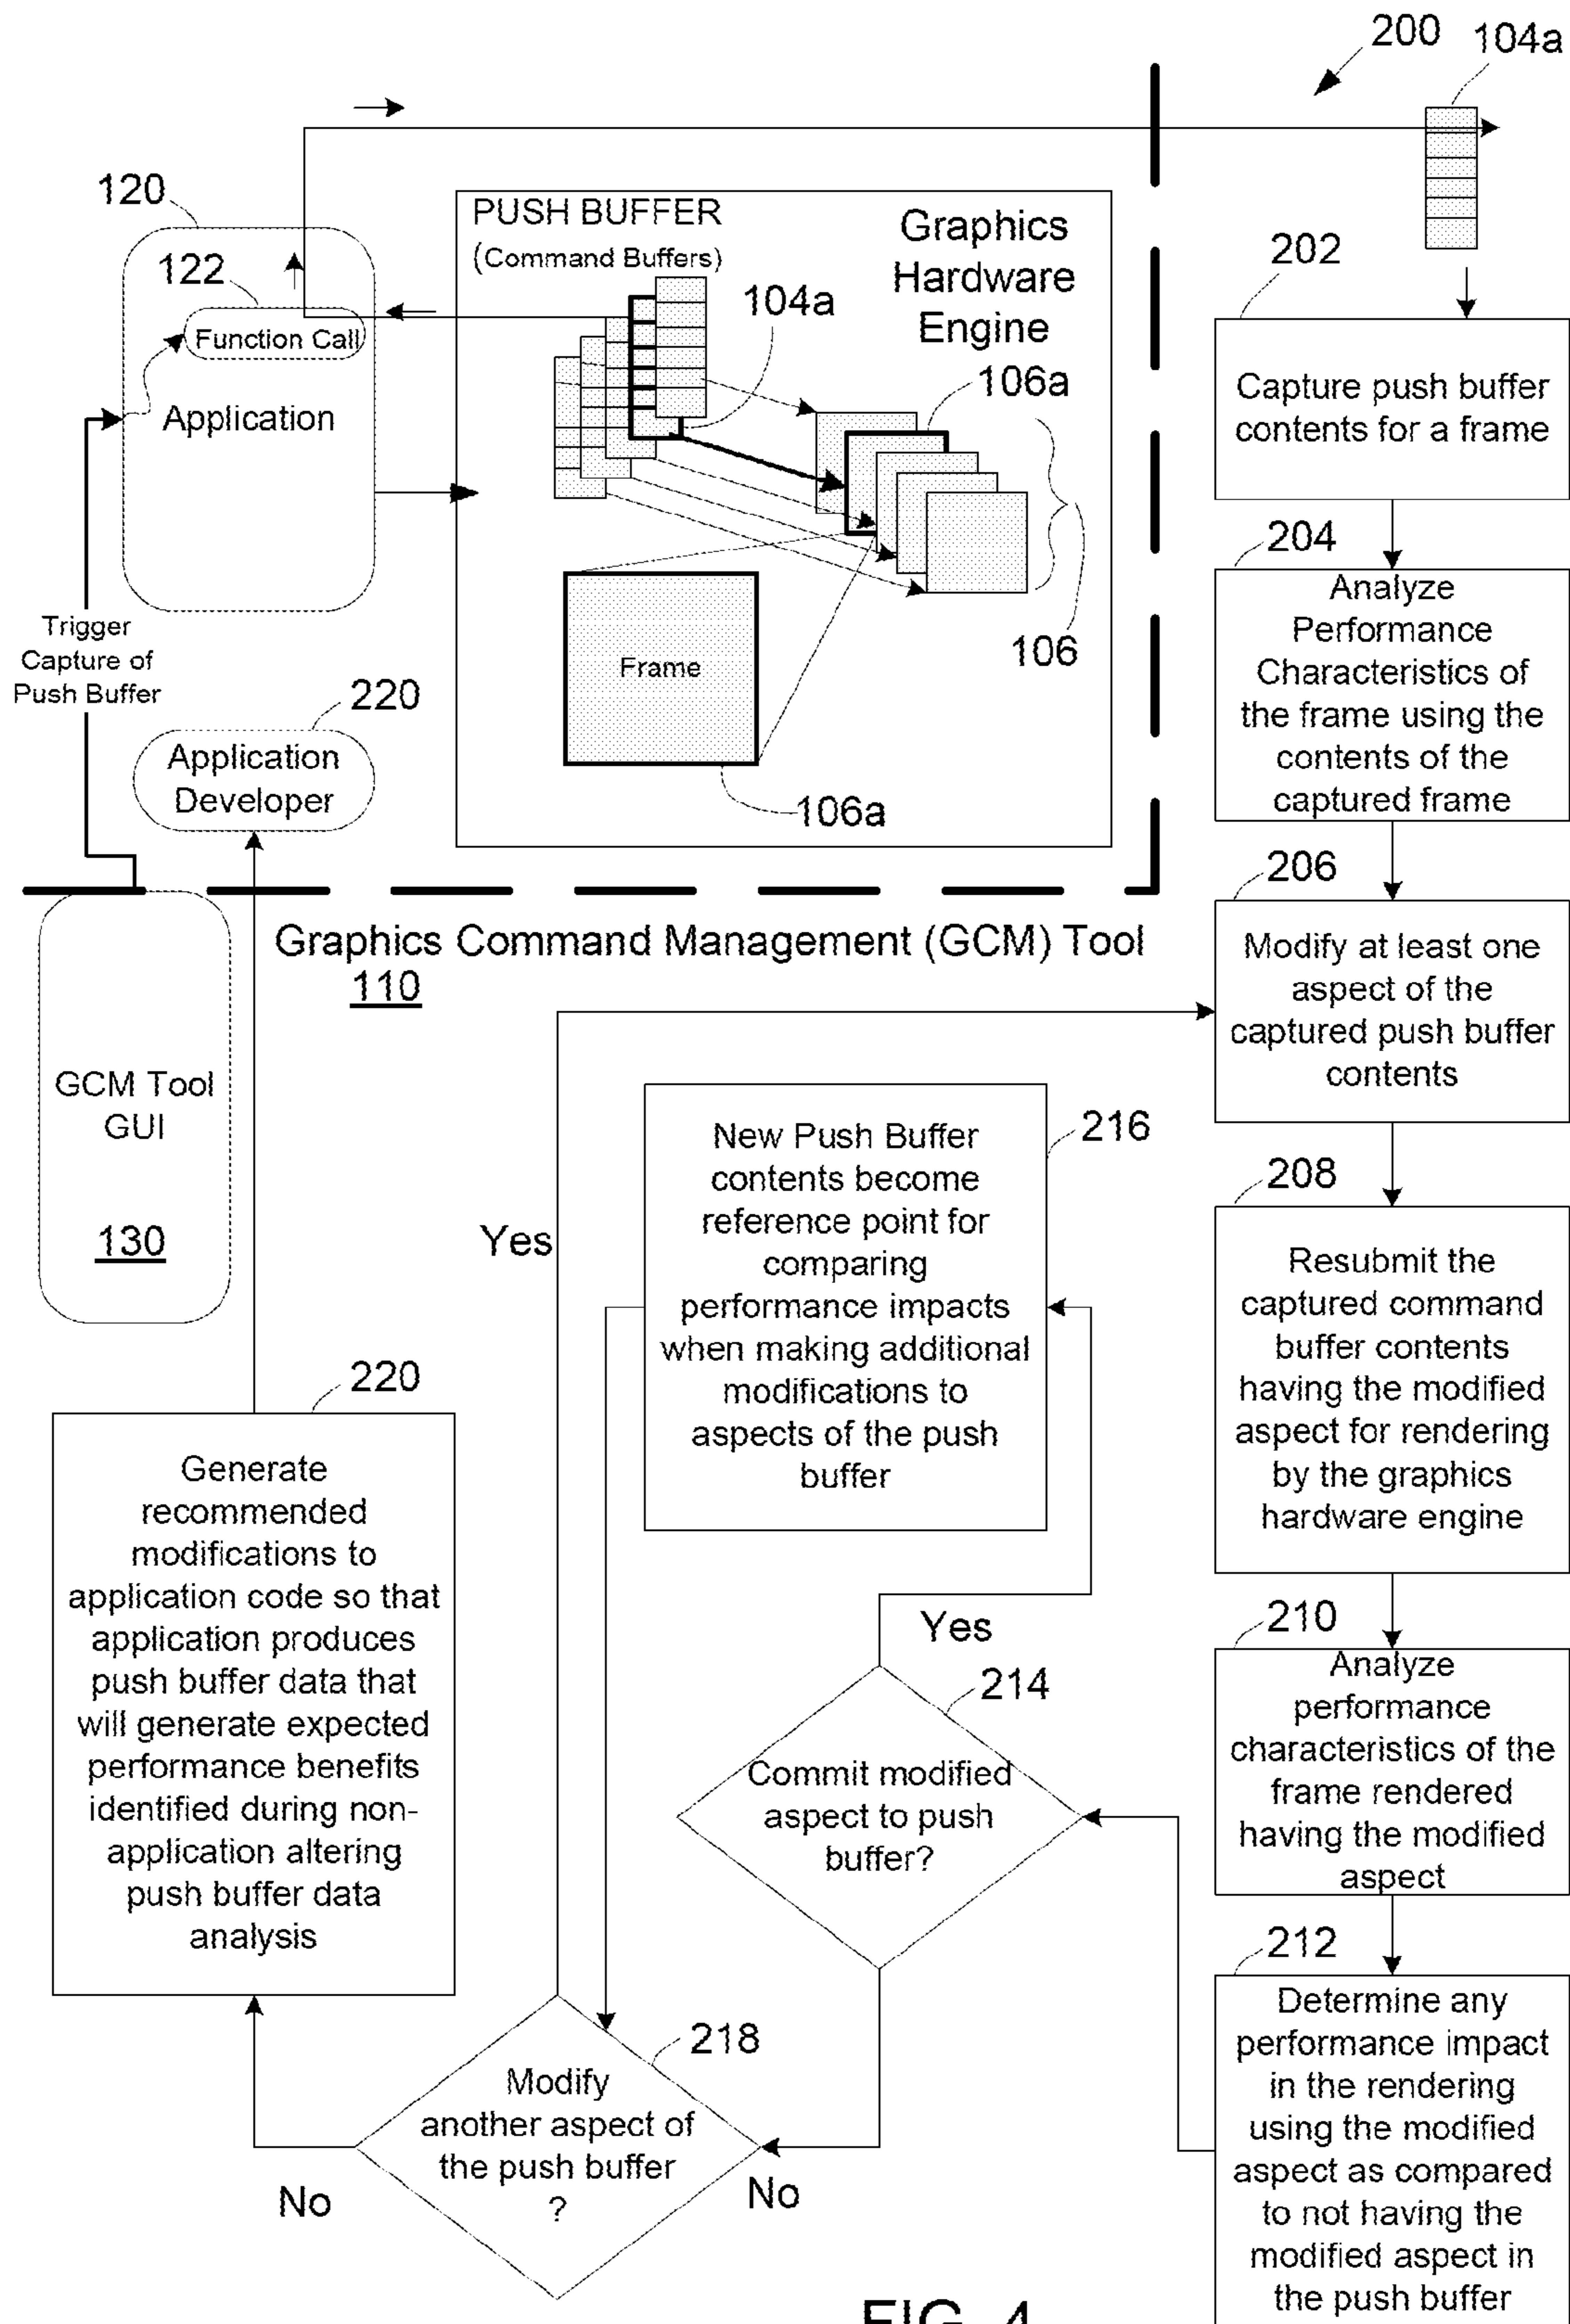 200
104a
120
PUSH BUFFER
(Command Buffers)
Graphics
Hardware
Engine
122
Function Call
Application
104a
106a
106
Frame
106a
Trigger
Capture of
Push Buffer
220
Application
Developer
202
Capture push buffer
contents for a frame
204
Analyze
Performance
Characteristics of
the frame using the
contents of the
captured frame
206
Modify at least one
aspect of the
captured push buffer
contents
Graphics Command Management (GCM) Tool
110
GCM Tool
GUI
130
208
Resubmit the
captured command
buffer contents
having the modified
aspect for rendering
by the graphics
hardware engine
216
New Push Buffer
contents become
reference point for
comparing
performance impacts
when making additional
modifications to
aspects of the push
buffer
Yes
220
Generate
recommended
modifications to
application code so that
application produces
push buffer data that
will generate expected
performance benefits
identified during non-
application altering
push buffer data
analysis
210
Analyze
performance
characteristics of the
frame rendered
having the modified
aspect
Yes
214
Commit modified
aspect to push
buffer?
212
Determine any
performance impact
in the rendering
using the modified
aspect as compared
to not having the
modified aspect in
the push buffer
218
Modify
another aspect of
the push buffer
?
No
No
FIG. 4